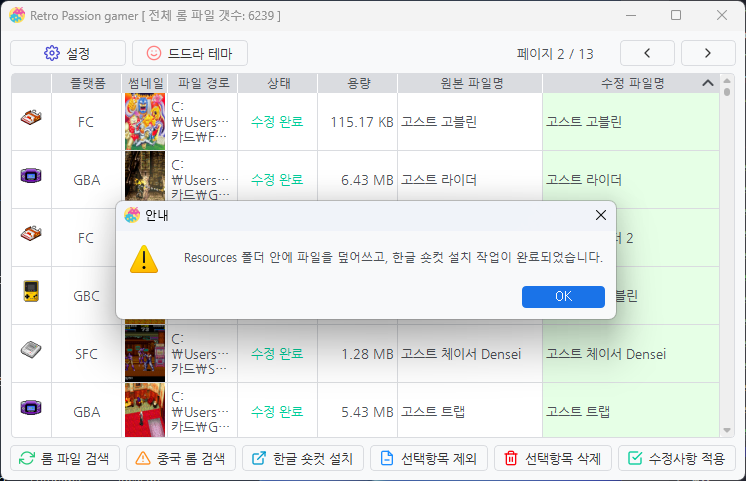 Retro Passion gamer [ 전체 롬 파일 갯수: 6239 ]
설정
드드라 테마
페이지 2 / 13
플랫폼 썸네일 파일 경로 상태 용량 원본 파일명 수정 파일명
FC C:₩Users…카드₩F… 수정 완료 115.17 KB 고스트 고블린 고스트 고블린
GBA C:₩Users…카드₩G… 수정 완료 6.43 MB 고스트 라이더 고스트 라이더
안내
FC 터 2
Resources 폴더 안에 파일을 덮어쓰고, 한글 숏컷 설치 작업이 완료되었습니다.
OK
GBC 블린
SFC C:₩Users…카드₩S… 수정 완료 1.28 MB 고스트 체이서 Densei 고스트 체이서 Densei
GBA C:₩Users…카드₩G… 수정 완료 5.43 MB 고스트 트랩 고스트 트랩
롬 파일 검색 중국 롬 검색 한글 숏컷 설치 선택항목 제외 선택항목 삭제 수정사항 적용